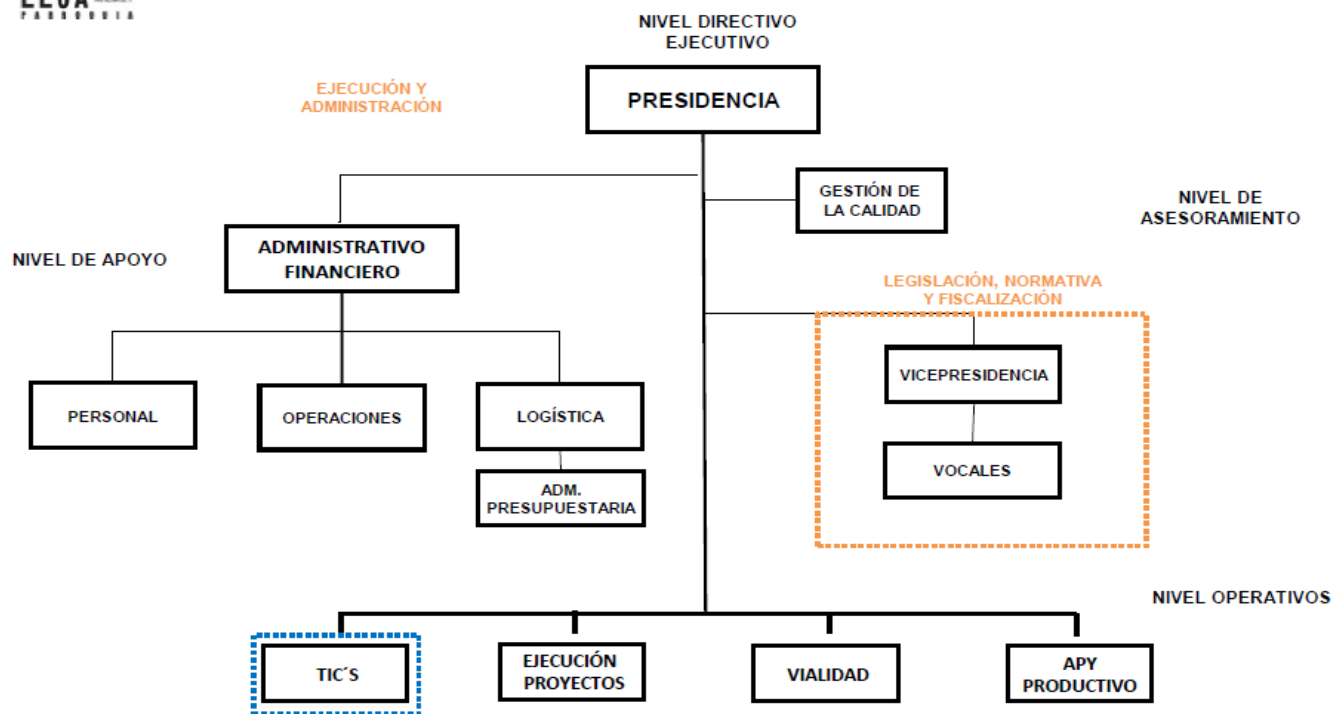 PARROQUIA
NIVEL DIRECTIVO
EJECUTIVO
EJECUCIÓN Y
ADMINISTRACIÓN
PRESIDENCIA
GESTIÓN DE
LA CALIDAD
NIVEL DE
ASESORAMIENTO
ADMINISTRATIVO
FINANCIERO
NIVEL DE APOYO
LEGISLACIÓN, NORMATIVA
Y FISCALIZACIÓN
VICEPRESIDENCIA
PERSONAL
OPERACIONES
LOGÍSTICA
VOCALES
ADM.
PRESUPUESTARIA
NIVEL OPERATIVOS
TIC´S
EJECUCIÓN
PROYECTOS
VIALIDAD
APY
PRODUCTIVO